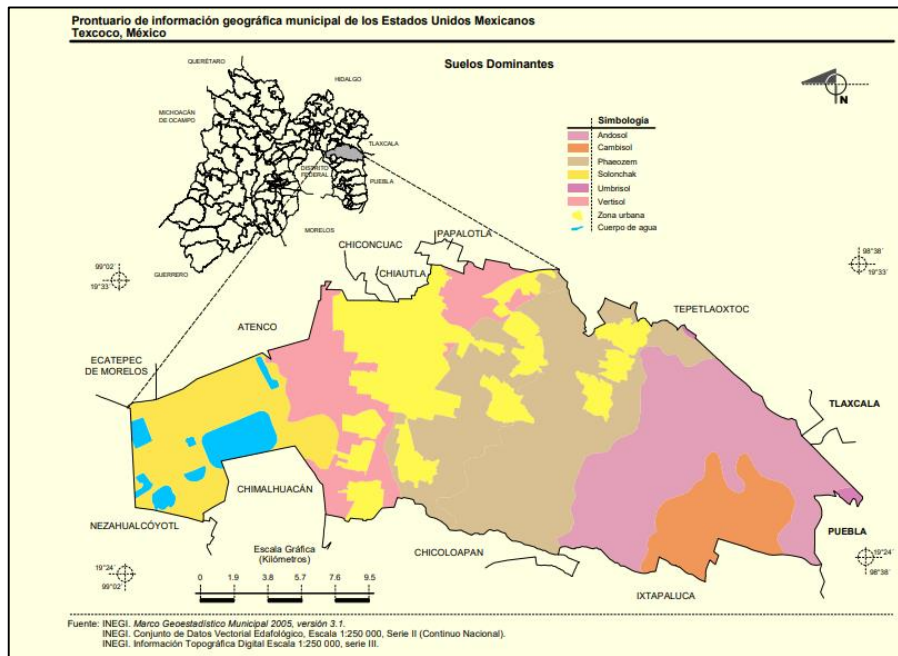 Prontuario de información geográfica municipal de los Estados Unidos Mexicanos
Texcoco, México
Suelos Dominantes
QUERÉTARO
HIDALGO
MICHOACÁN
DE OCAMPO
TLAXCALA
DISTRITO
FEDERAL
PUEBLA
MORELOS
GUERRERO
N
Simbología
Andosol
Cambisol
Phaeozem
Solonchak
Umbrisol
Vertisol
Zona urbana
Cuerpo de agua
99°02´
19°33´
98°38´
19°33´
PAPALOTLA
CHICONCUAC
CHIAUTLA
TEPETLAOXTOC
ATENCO
ECATEPEC
DE MORELOS
TLAXCALA
CHIMALHUACÁN
NEZAHUALCÓYOTL
PUEBLA
CHICOLOAPAN
IXTAPALUCA
19°24´
99°02´
19°24´
98°38´
Escala Gráfica
(Kilómetros)
0 1.9 3.8 5.7 7.6 9.5
Fuente: INEGI. Marco Geoestadístico Municipal 2005, versión 3.1.
INEGI. Conjunto de Datos Vectorial Edafológico, Escala 1:250 000, Serie II (Continuo Nacional).
INEGI. Información Topográfica Digital Escala 1:250 000, serie III.